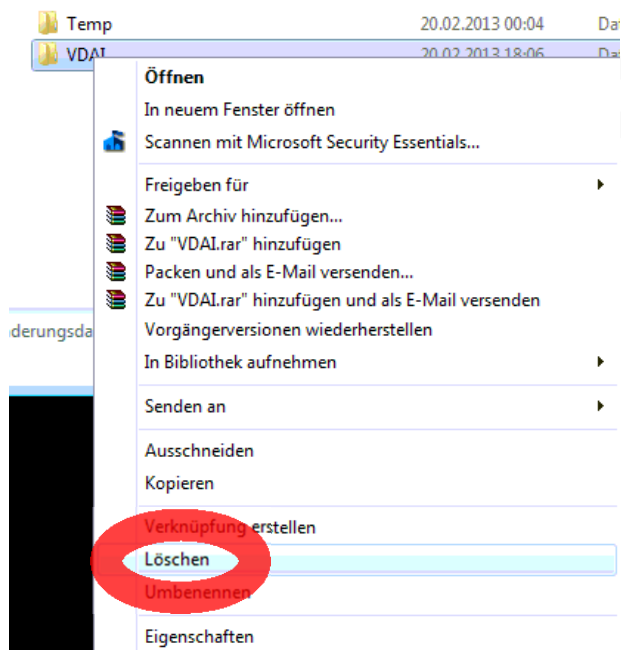 Temp 20.02.2013 00:04 Dat
VDAI 20.02.2013 18:06
Öffnen
In neuem Fenster öffnen
Scannen mit Microsoft Security Essentials...
Freigeben für
Zum Archiv hinzufügen...
Zu "VDAI.rar" hinzufügen
Packen und als E-Mail versenden...
Zu "VDAI.rar" hinzufügen und als E-Mail versenden
Vorgängerversionen wiederherstellen
derungsda
In Bibliothek aufnehmen
Senden an
Ausschneiden
Kopieren
Verknüpfung erstellen
Löschen
Umbenennen
Eigenschaften